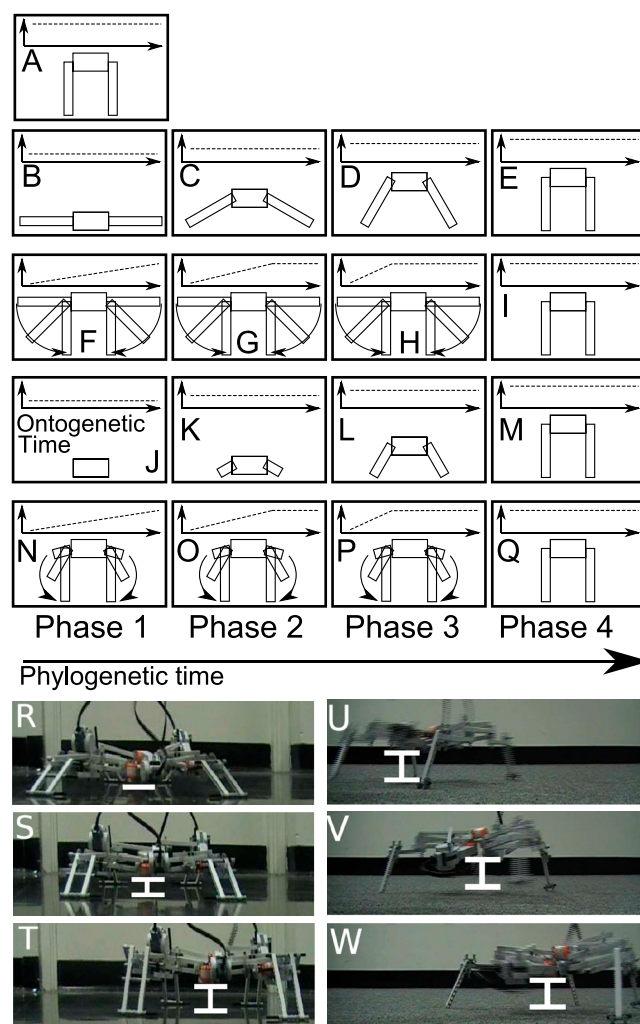 A
B
C
D
E
F
G
H
I
Ontogenetic
Time
J
K
L
M
N
O
P
Q
Phase 1
Phase 2
Phase 3
Phase 4
Phylogenetic time
R
U
S
V
T
W